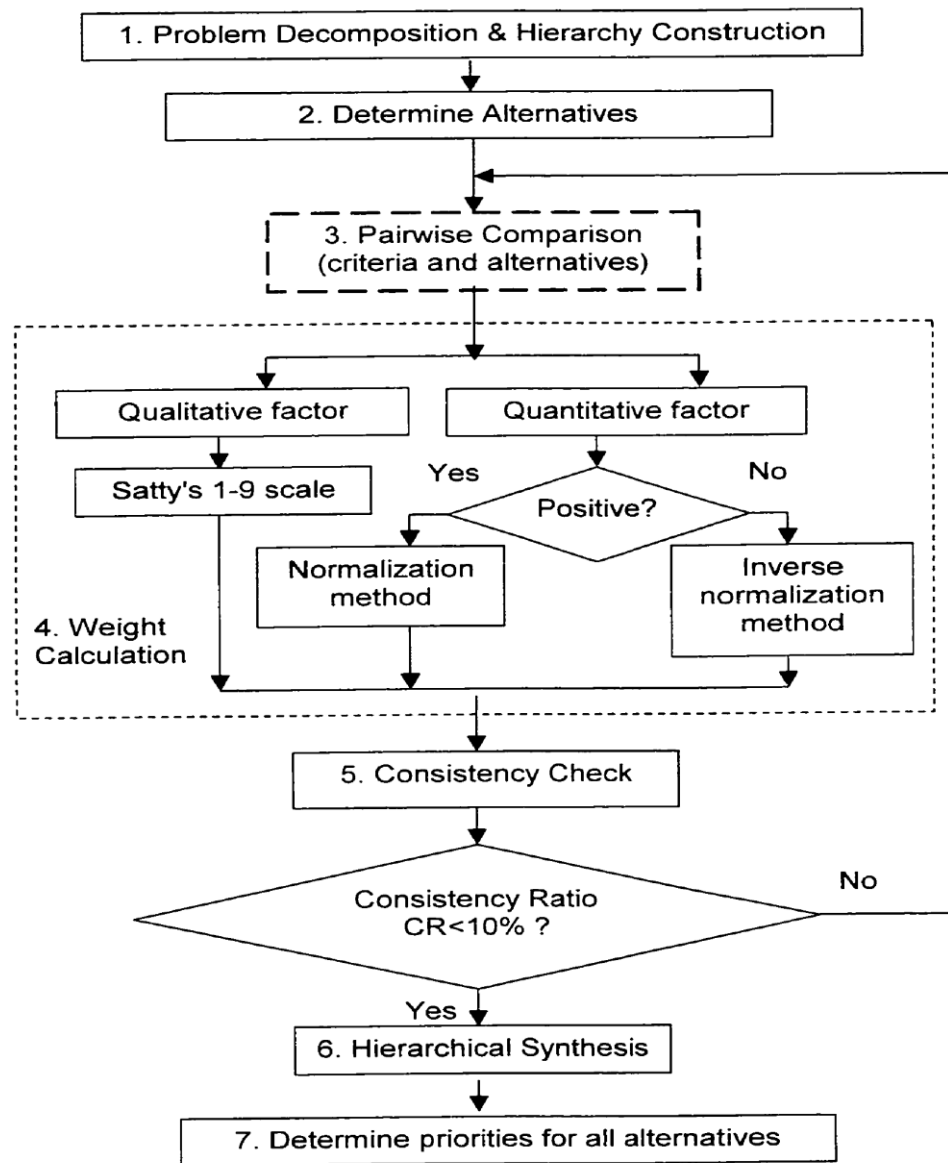 1. Problem Decomposition & Hierarchy Construction
2. Determine Alternatives
3. Pairwise Comparison
(criteria and alternatives)
Qualitative factor
Quantitative factor
Satty's 1-9 scale
Yes
No
Positive?
Normalization
method
Inverse
normalization
method
4. Weight
Calculation
5. Consistency Check
Consistency Ratio
CR<10% ?
No
Yes
6. Hierarchical Synthesis
7. Determine priorities for all alternatives